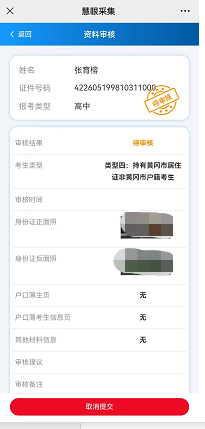 慧眼采集
返回
资料审核
姓名 张育榕
证件号码 422605199810311000
报考类型 高中
待审核
审核结果 待审核
考生类型 类型四：持有黄冈市居住
证非黄冈市户籍考生
审核时间
身份证正面照
身份证反面照
户口薄主页 无
户口薄考生信息页 无
其他材料信息 无
审核建议
审核备注
取消提交